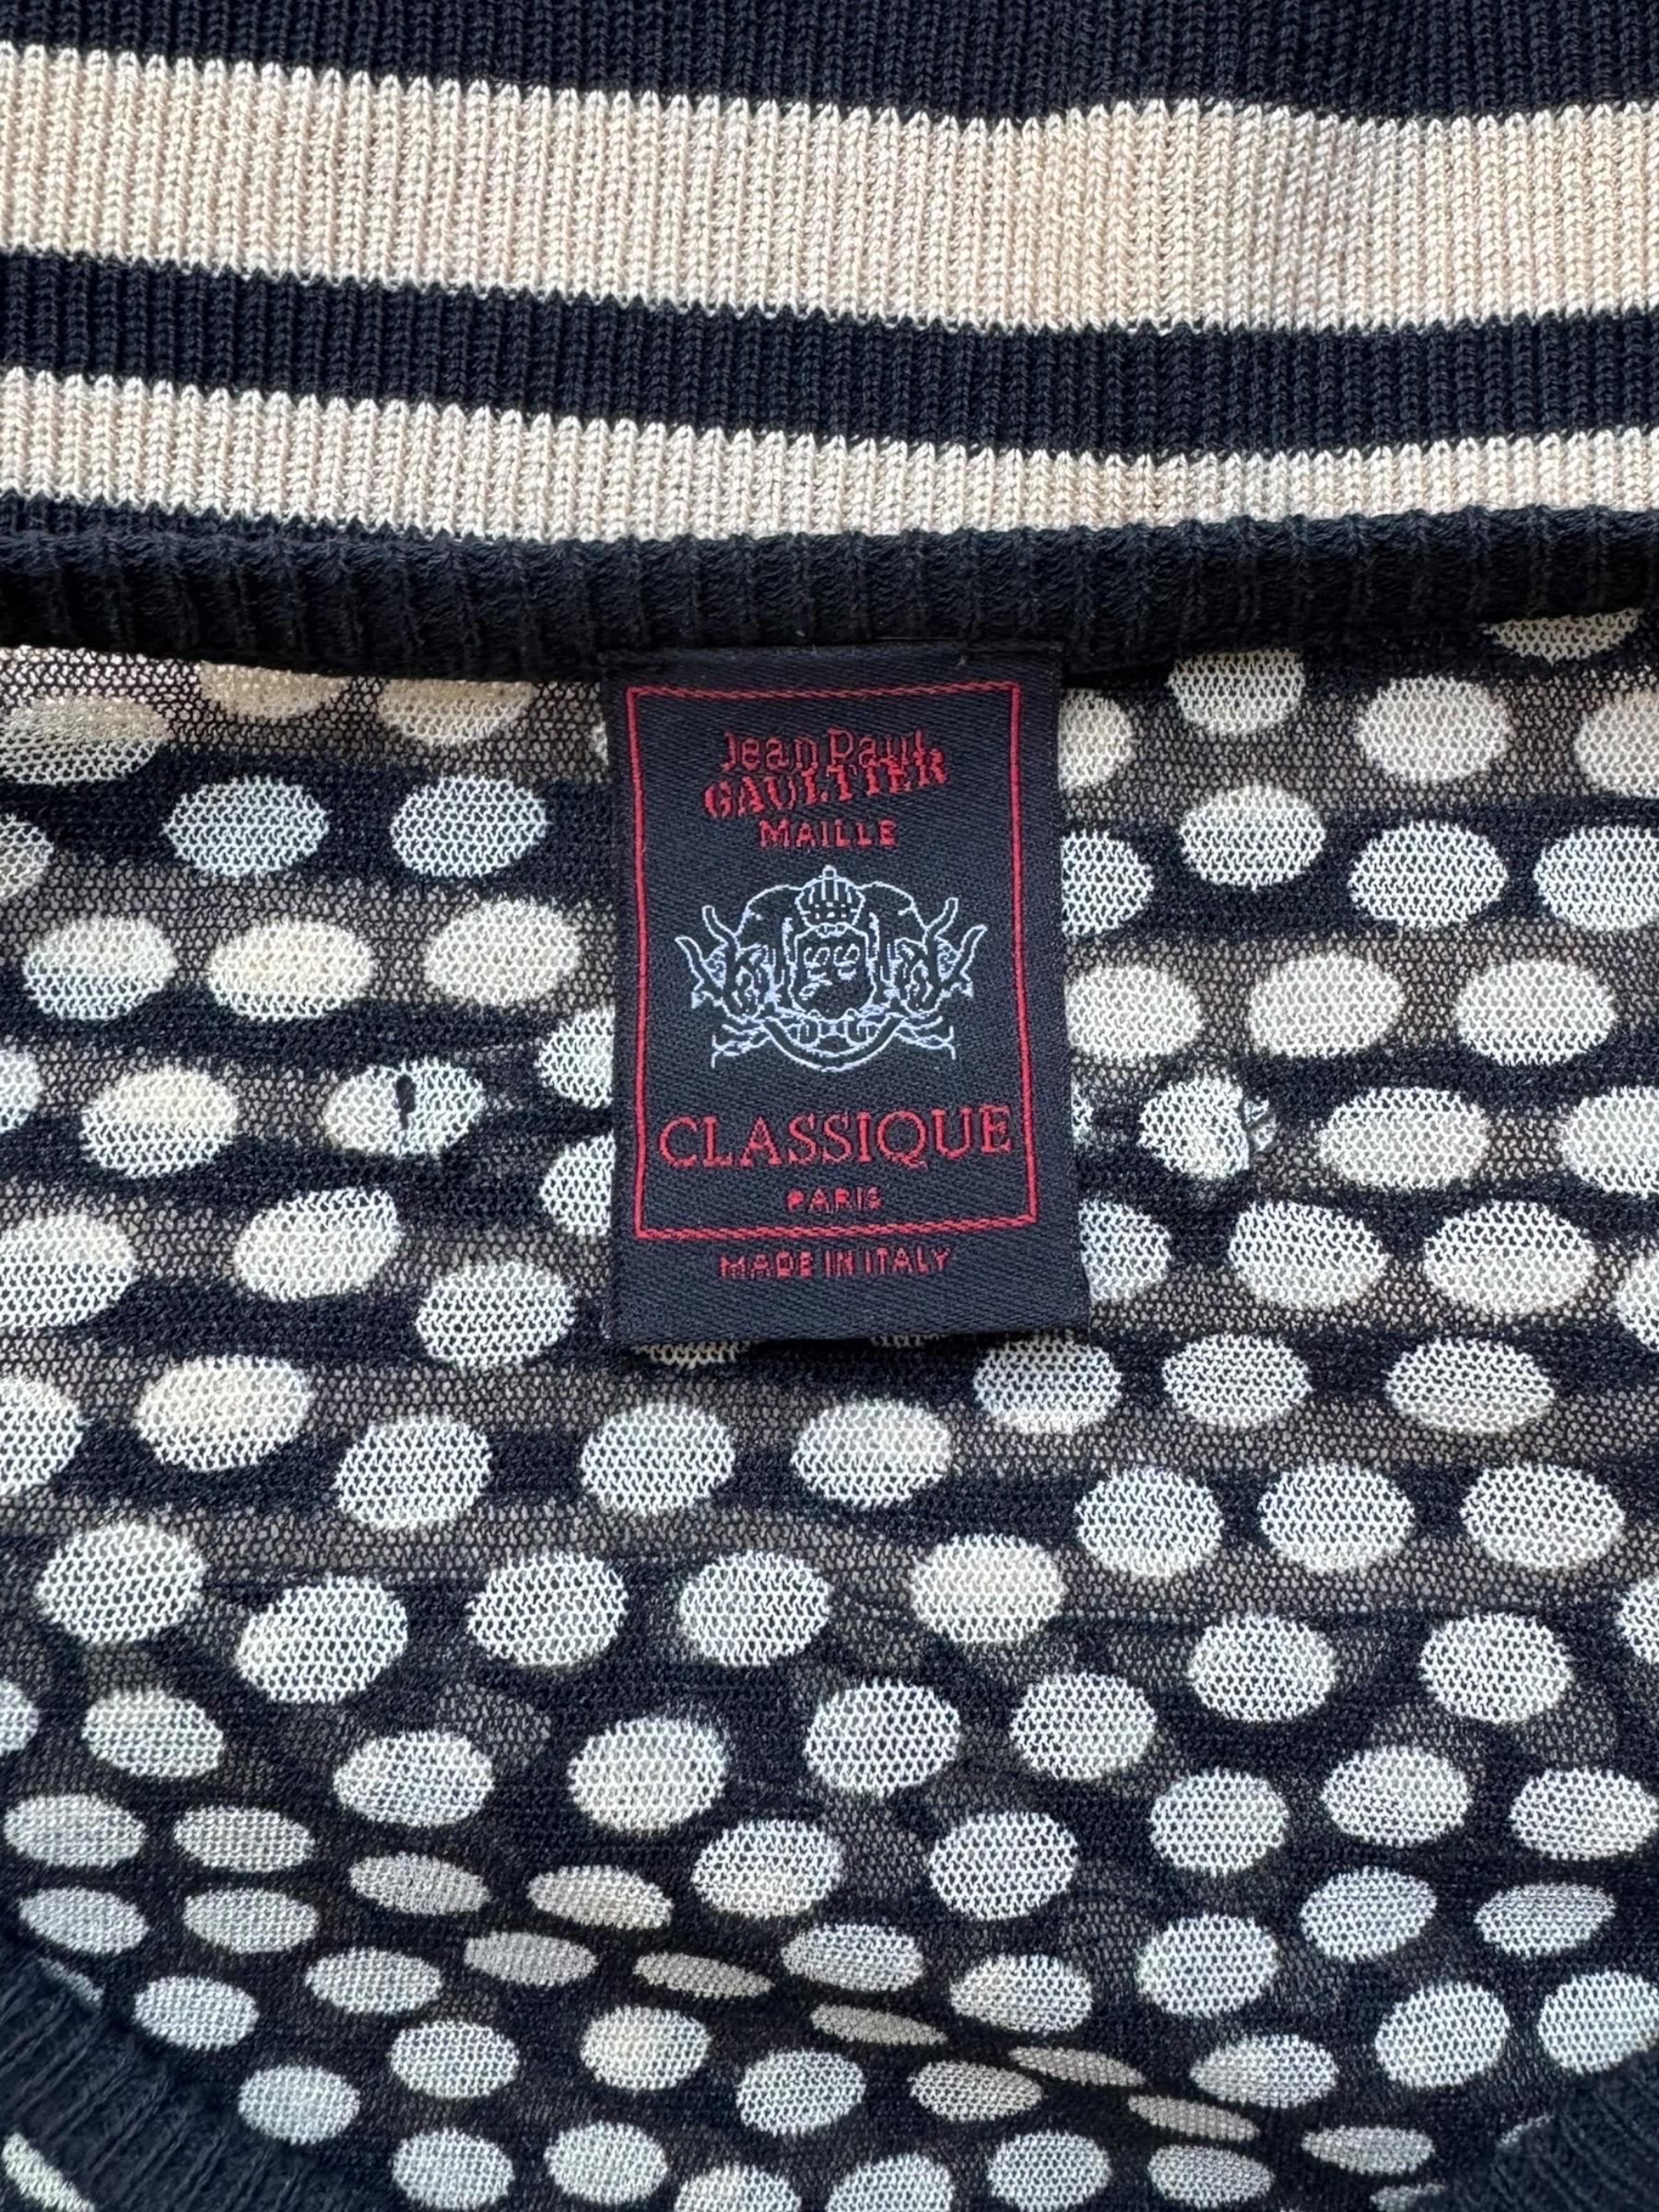 Jean Paul
GAULTIER
MAILLE
CLASSIQUE
PARIS
MADE IN ITALY